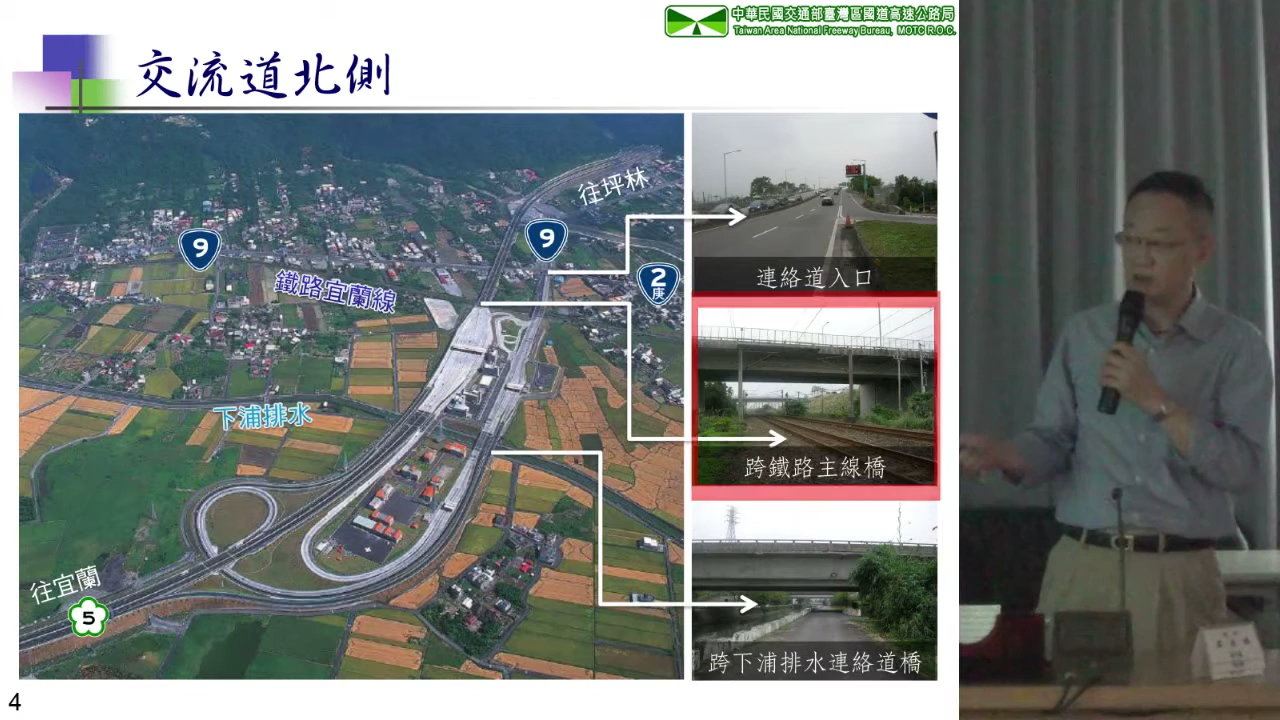 中華民國交通部臺灣區國道高速公路局
Taiwan Area National Freeway Bureau, MOTC R.O.C.
交流道北側
往坪林
9
9
2
庚
鐵路宜蘭線
下浦排水
往宜蘭
5
連絡道入口
跨鐵路主線橋
跨下浦排水連絡道橋
4